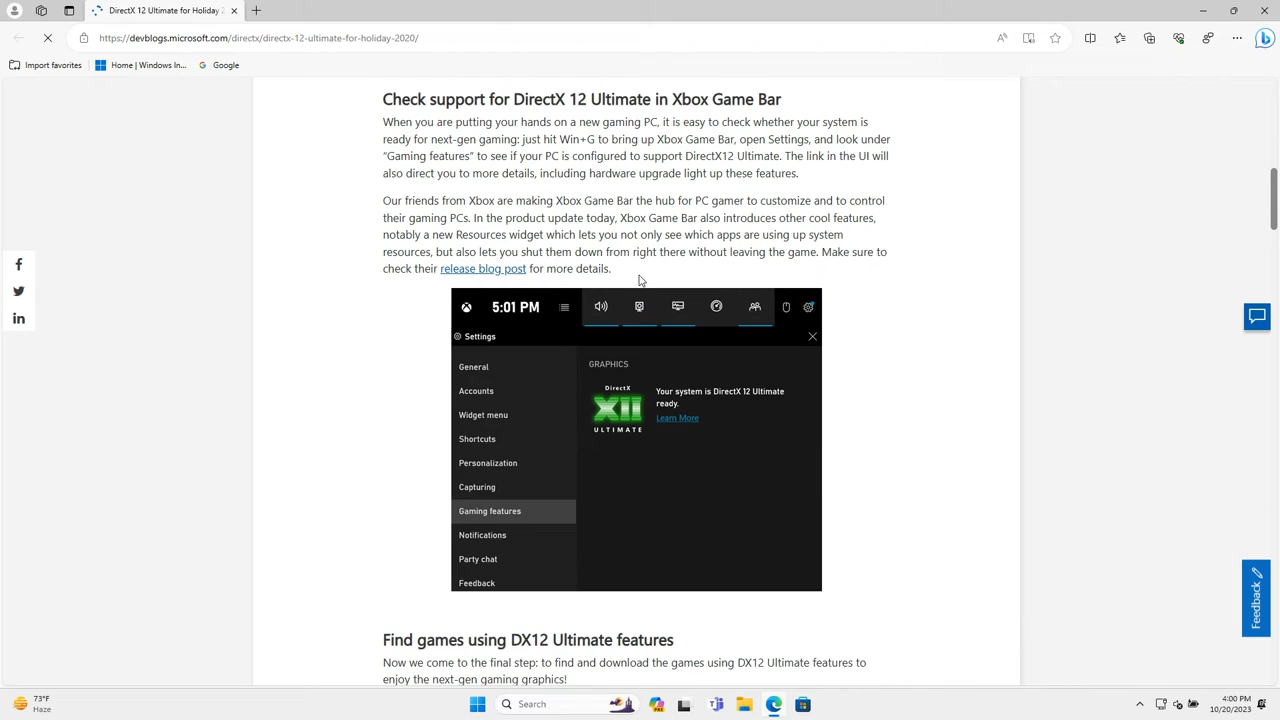 DirectX 12 Ultimate for Holiday 2
https://devblogs.microsoft.com/directx/directx-12-ultimate-for-holiday-2020/
Import favorites
Home | Windows In...
Google
Check support for DirectX 12 Ultimate in Xbox Game Bar
When you are putting your hands on a new gaming PC, it is easy to check whether your system is
ready for next-gen gaming: just hit Win+G to bring up Xbox Game Bar, open Settings, and look under
“Gaming features” to see if your PC is configured to support DirectX12 Ultimate. The link in the UI will
also direct you to more details, including hardware upgrade light up these features.
Our friends from Xbox are making Xbox Game Bar the hub for PC gamer to customize and to control
their gaming PCs. In the product update today, Xbox Game Bar also introduces other cool features,
notably a new Resources widget which lets you not only see which apps are using up system
resources, but also lets you shut them down from right there without leaving the game. Make sure to
check their release blog post for more details.
5:01 PM
Settings
General
Accounts
Widget menu
Shortcuts
Personalization
Capturing
Gaming features
Notifications
Party chat
Feedback
GRAPHICS
DirectX
XII
ULTIMATE
Your system is DirectX 12 Ultimate
ready.
Learn More
Find games using DX12 Ultimate features
Now we come to the final step: to find and download the games using DX12 Ultimate features to
enjoy the next-gen gaming graphics!
Feedback
73°F
Haze
Search
4:00 PM
10/20/2023